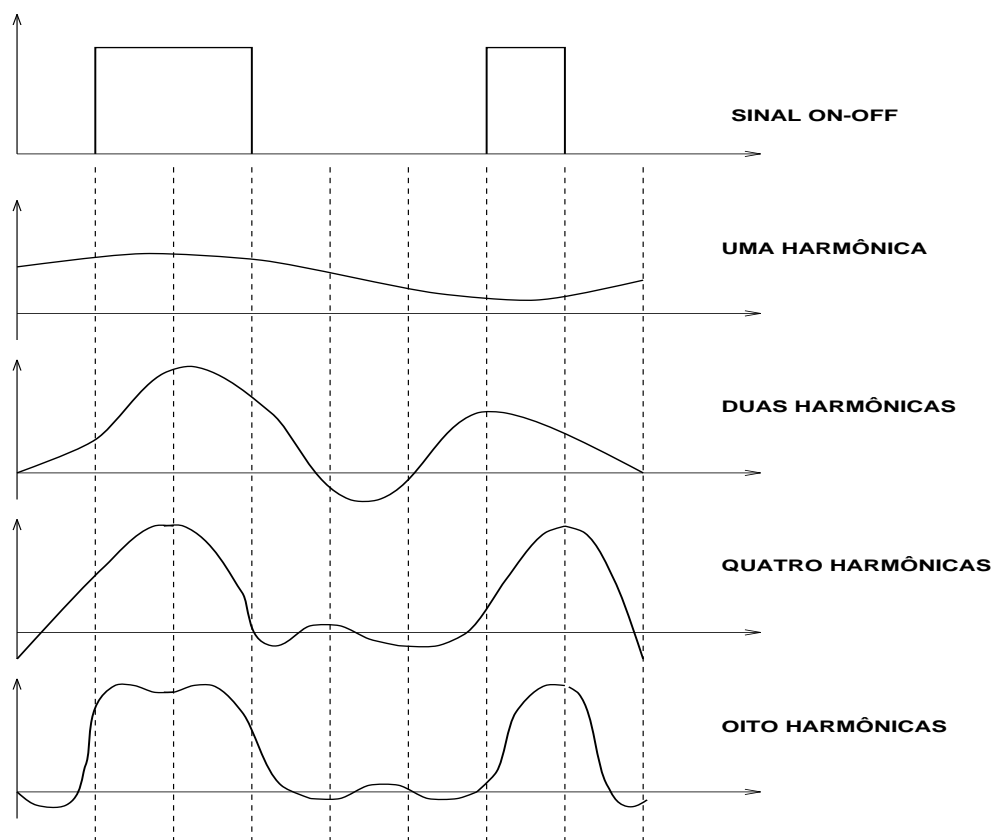 SINAL ON-OFF
UMA HARMÔNICA
DUAS HARMÔNICAS
QUATRO HARMÔNICAS
OITO HARMÔNICAS